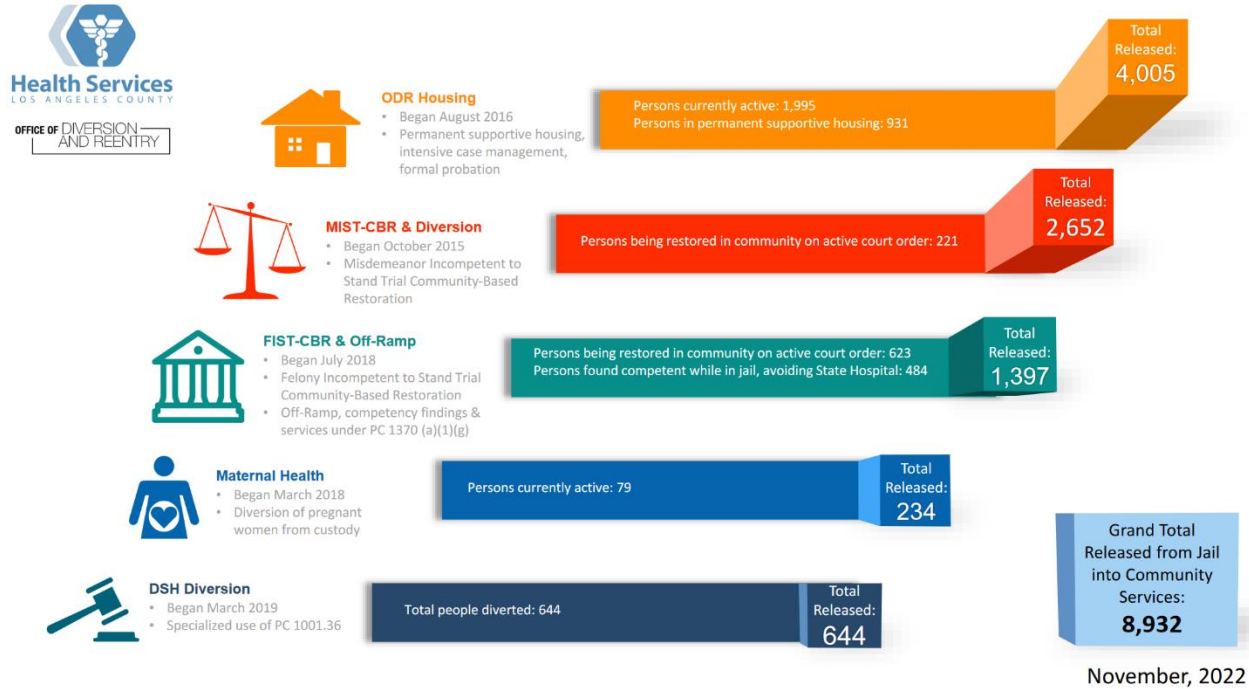 Health Services
LOS ANGELES COUNTY
OFFICE OF DIVERSION
AND REENTRY
ODR Housing
• Began August 2016
• Permanent supportive housing,
intensive case management,
formal probation
Persons currently active: 1,995
Persons in permanent supportive housing: 931
Total
Released:
4,005
MIST-CBR & Diversion
• Began October 2015
• Misdemeanor Incompetent to
Stand Trial Community-Based
Restoration
Persons being restored in community on active court order: 221
Total
Released:
2,652
FIST-CBR & Off-Ramp
• Began July 2018
• Felony Incompetent to Stand Trial
Community-Based Restoration
• Off-Ramp, competency findings &
services under PC 1370 (a)(1)(g)
Persons being restored in community on active court order: 623
Persons found competent while in jail, avoiding State Hospital: 484
Total
Released:
1,397
Maternal Health
• Began March 2018
• Diversion of pregnant
women from custody
Persons currently active: 79
Total
Released:
234
DSH Diversion
• Began March 2019
• Specialized use of PC 1001.36
Total people diverted: 644
Total
Released:
644
Grand Total
Released from Jail
into Community
Services:
8,932
November, 2022